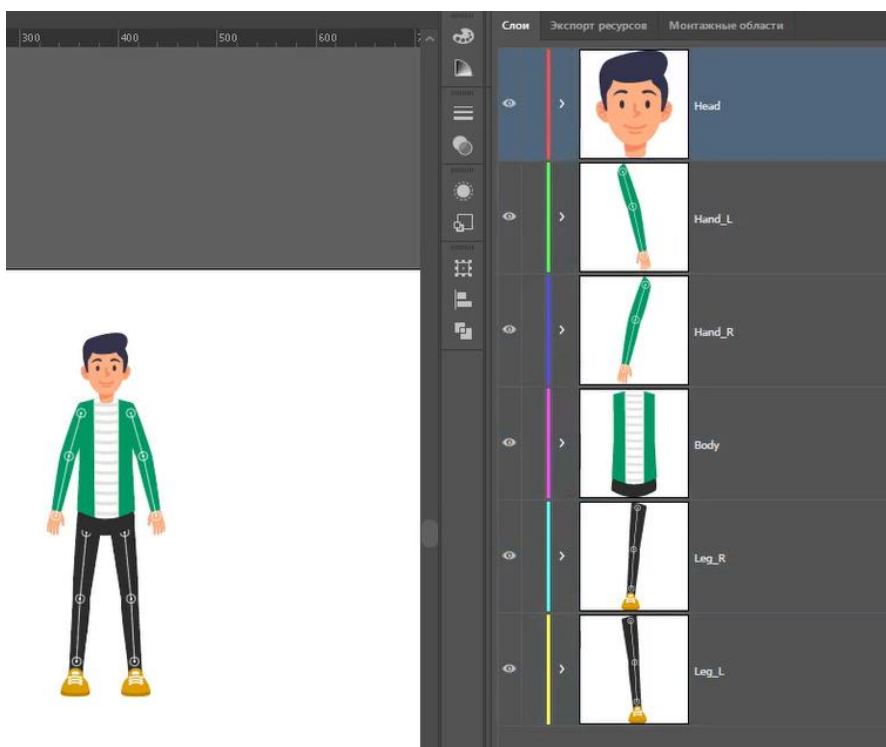 Слои Экспорт ресурсов Монтажные области
300 400 500 600
Head
Hand_L
Hand_R
Body
Leg_R
Leg_L